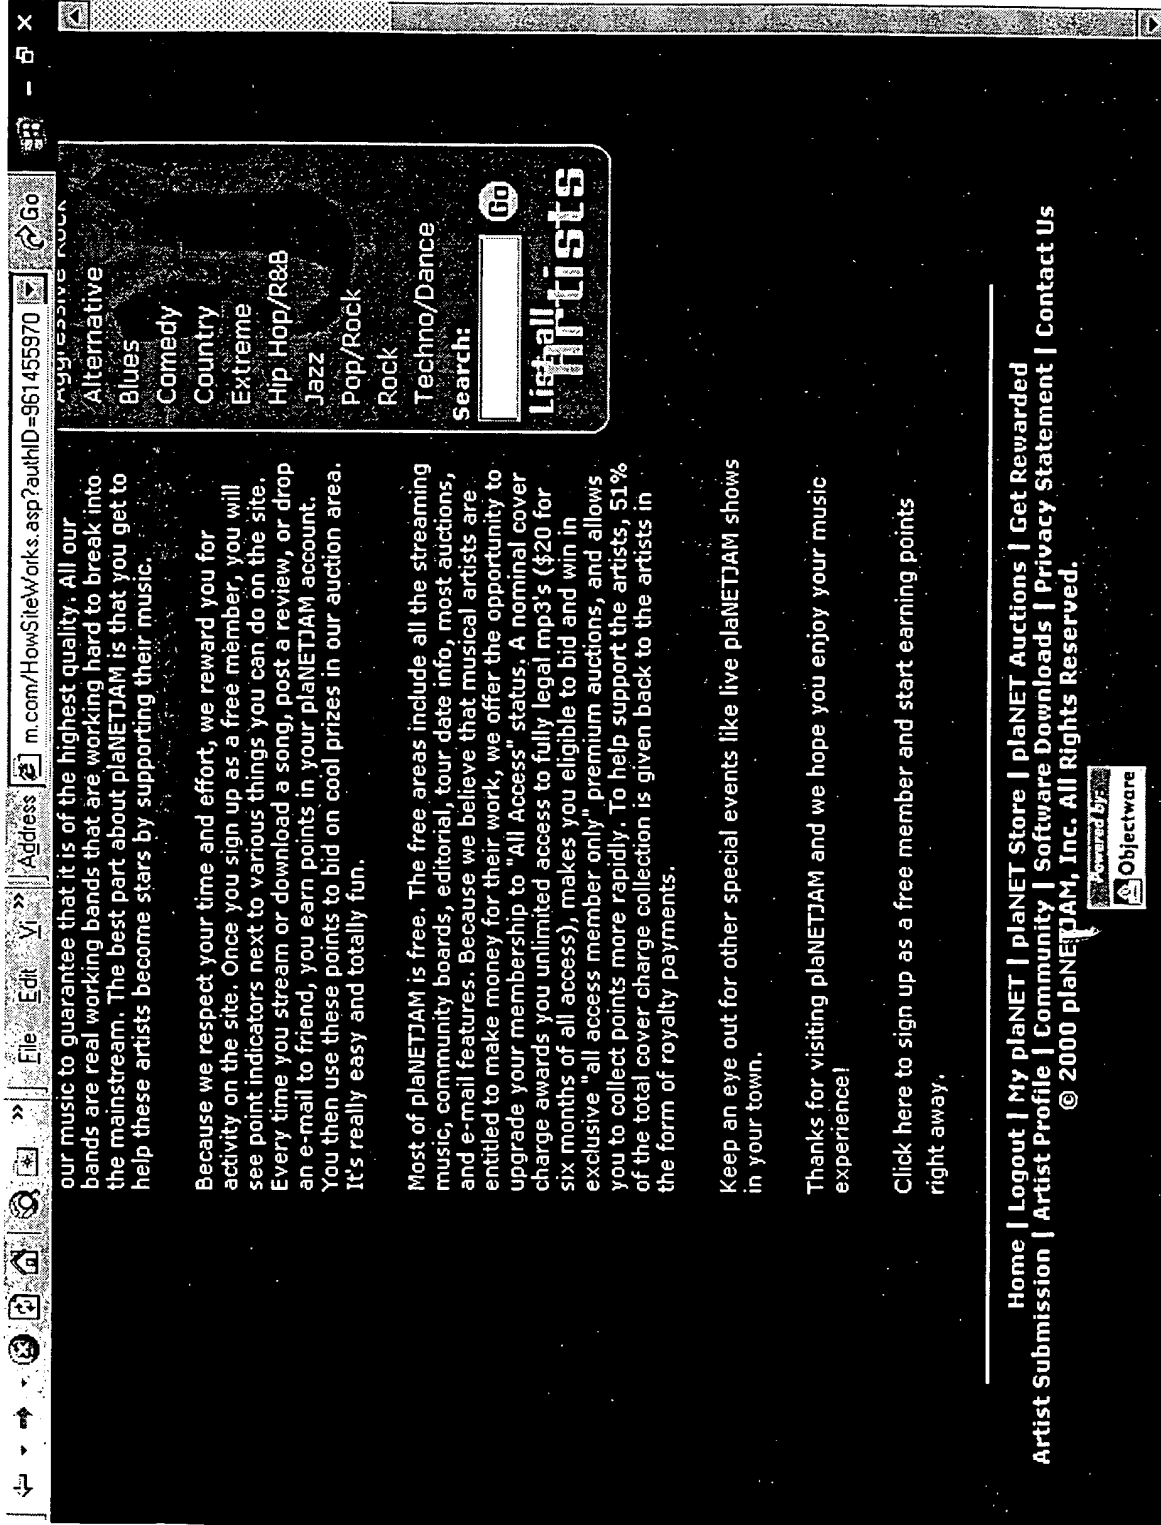 File Edit Vi » Address m.com/HowSiteWorks.asp?authID=961455970 Go
our music to guarantee that it is of the highest quality. All our
bands are real working bands that are working hard to break into
the mainstream. The best part about plaNETJAM is that you get to
help these artists become stars by supporting their music.
Because we respect your time and effort, we reward you for
activity on the site. Once you sign up as a free member, you will
see point indicators next to various things you can do on the site.
Every time you stream or download a song, post a review, or drop
an e-mail to friend, you earn points in your plaNETJAM account.
You then use these points to bid on cool prizes in our auction area.
It's really easy and totally fun.
Most of plaNETJAM is free. The free areas include all the streaming
music, community boards, editorial, tour date info, most auctions,
and e-mail features. Because we believe that musical artists are
entitled to make money for their work, we offer the opportunity to
upgrade your membership to "All Access" status. A nominal cover
charge awards you unlimited access to fully legal mp3's ($20 for
six months of all access), makes you eligible to bid and win in
exclusive "all access member only" premium auctions, and allows
you to collect points more rapidly. To help support the artists, 51%
of the total cover charge collection is given back to the artists in
the form of royalty payments.
Keep an eye out for other special events like live plaNETJAM shows
in your town.
Thanks for visiting plaNETJAM and we hope you enjoy your music
experience!
Click here to sign up as a free member and start earning points
right away.
Aggressive Rock
Alternative
Blues
Comedy
Country
Extreme
Hip Hop/R&B
Jazz
Pop/Rock
Rock
Techno/Dance
Search:
Go
List all
Artists
Home | Logout | My plaNET | plaNET Store | plaNET Auctions | Get Rewarded
Artist Submission | Artist Profile | Community | Software Downloads | Privacy Statement | Contact Us
© 2000 plaNETJAM, Inc. All Rights Reserved.
Powered by:
Objectware